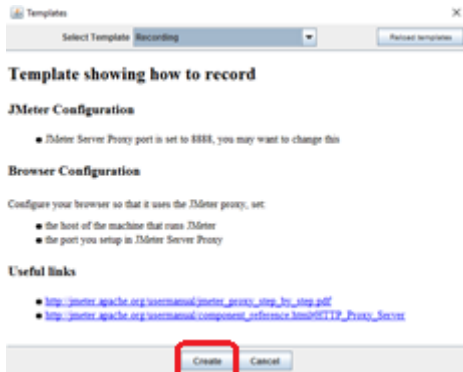 Templates
Select Template Recording Reload templates
Template showing how to record
JMeter Configuration
JMeter Server Proxy port is set to 8888, you may want to change this
Browser Configuration
Configure your browser so that it uses the JMeter proxy, set:
the host of the machine that runs JMeter
the port you setup in JMeter Server Proxy
Useful links
http://jmeter.apache.org/usermanual/jmeter_proxy_step_by_step.pdf
http://jmeter.apache.org/usermanual/component_reference.html#HTTP_Proxy_Server
Create Cancel